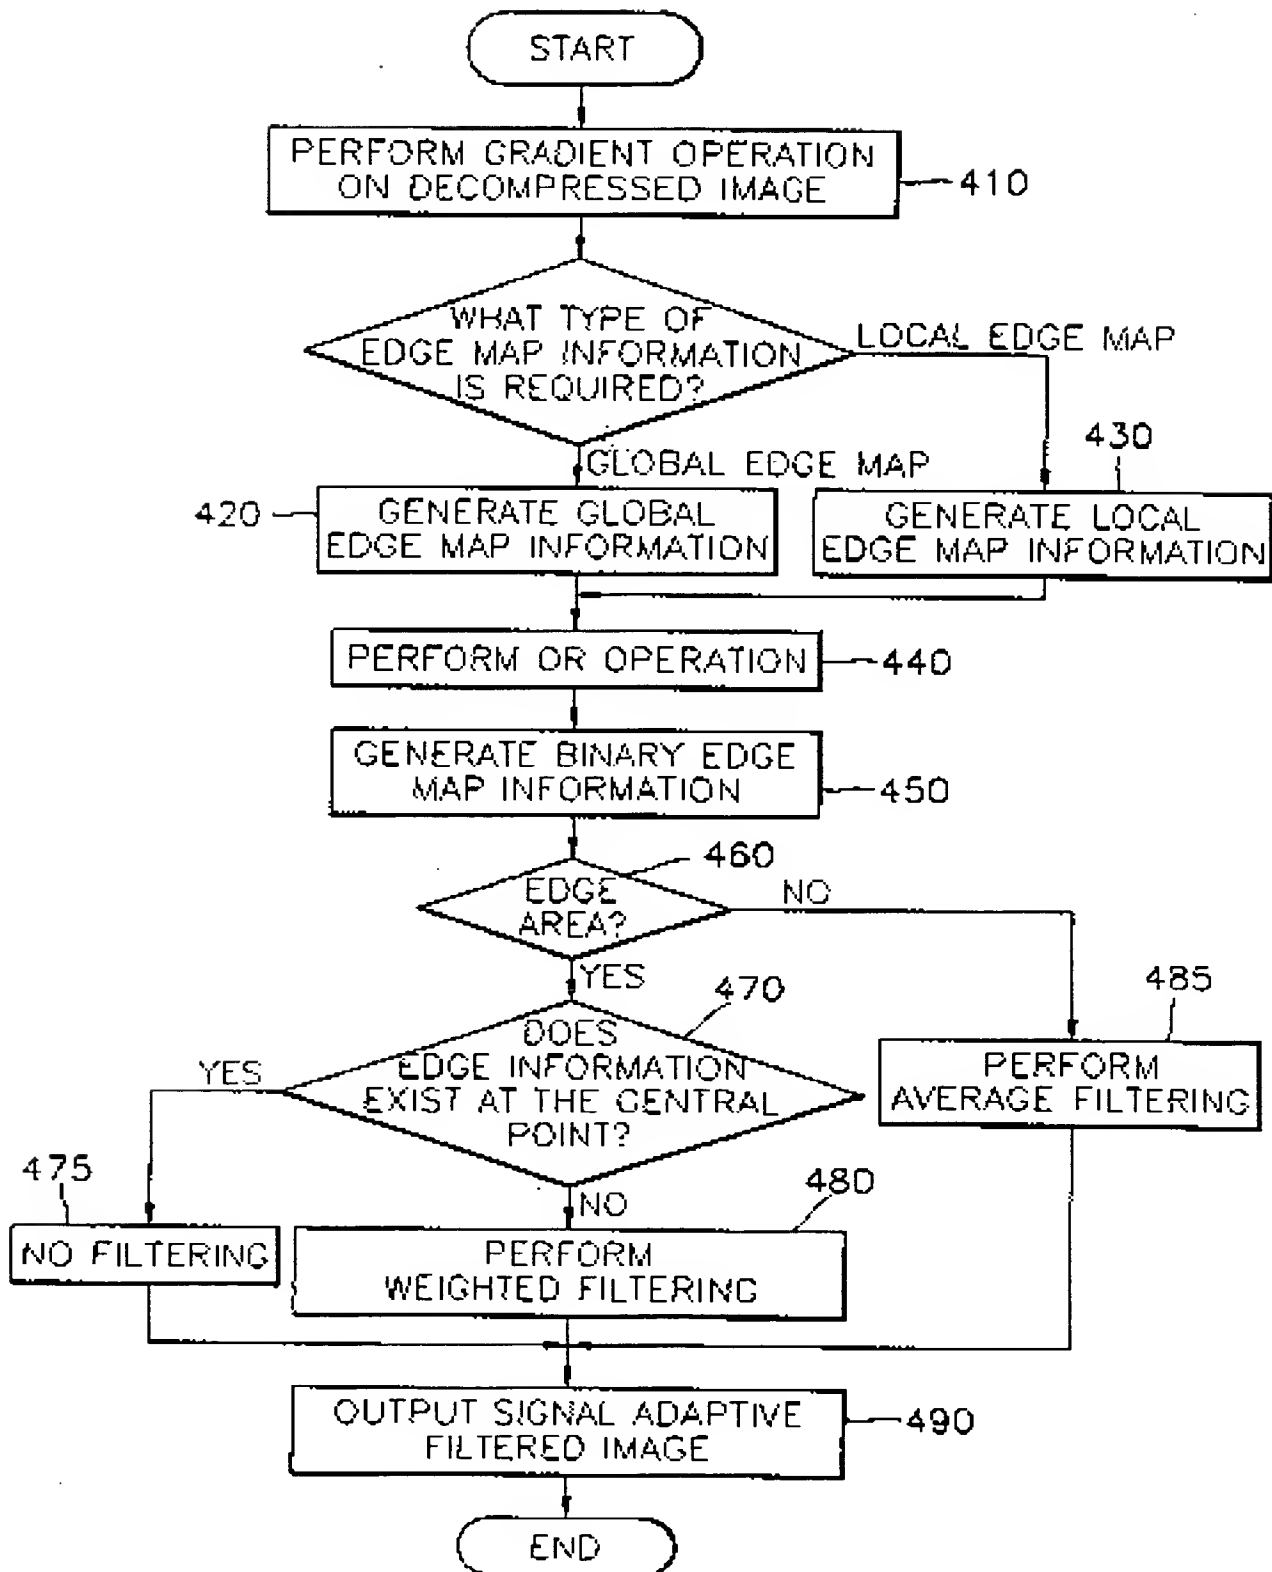 START
PERFORM GRADIENT OPERATION
ON DECOMPRESSED IMAGE
410
WHAT TYPE OF
EDGE MAP INFORMATION
IS REQUIRED?
LOCAL EDGE MAP
GLOBAL EDGE MAP
430
420
GENERATE GLOBAL
EDGE MAP INFORMATION
GENERATE LOCAL
EDGE MAP INFORMATION
PERFORM OR OPERATION
440
GENERATE BINARY EDGE
MAP INFORMATION
450
460
EDGE
AREA?
NO
YES
470
485
DOES
EDGE INFORMATION
EXIST AT THE CENTRAL
POINT?
YES
PERFORM
AVERAGE FILTERING
475
NO
480
NO FILTERING
PERFORM
WEIGHTED FILTERING
OUTPUT SIGNAL ADAPTIVE
FILTERED IMAGE
490
END